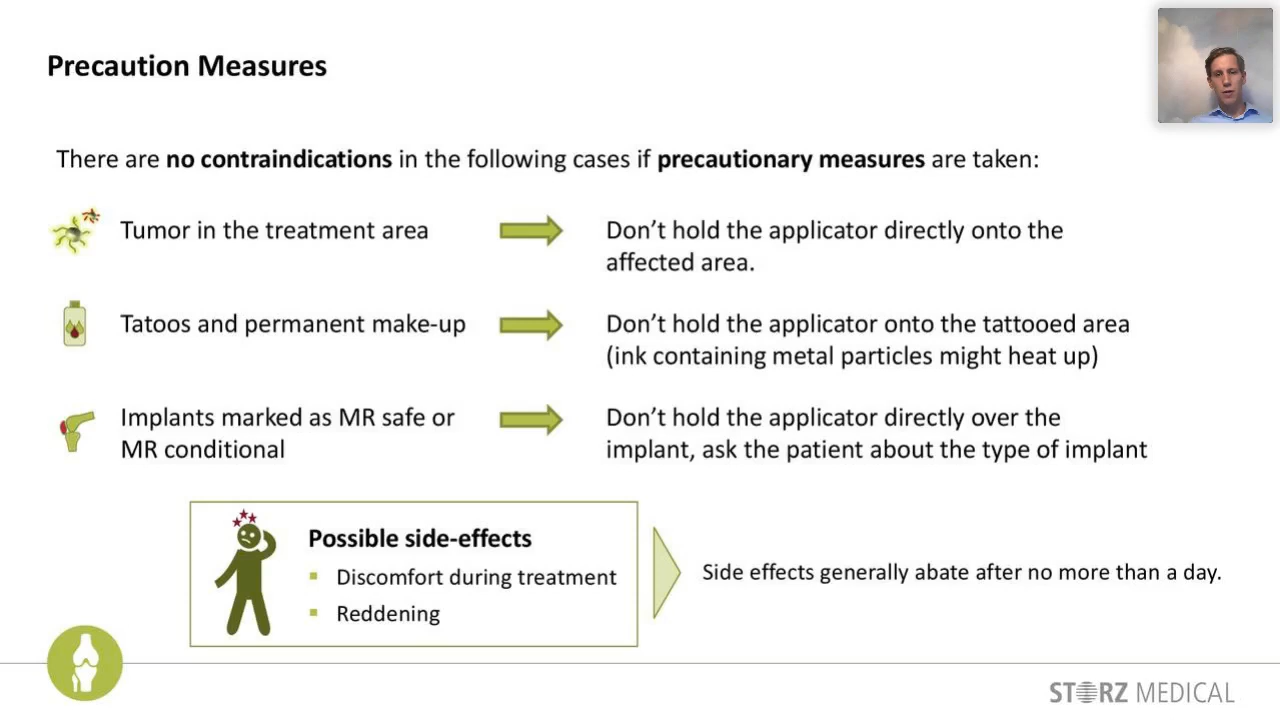 Precaution Measures
There are no contraindications in the following cases if precautionary measures are taken:
Tumor in the treatment area
Don’t hold the applicator directly onto the
affected area.
Tatoos and permanent make-up
Don’t hold the applicator onto the tattooed area
(ink containing metal particles might heat up)
Implants marked as MR safe or
MR conditional
Don’t hold the applicator directly over the
implant, ask the patient about the type of implant
Possible side-effects
▪ Discomfort during treatment
▪ Reddening
Side effects generally abate after no more than a day.
STORZ MEDICAL